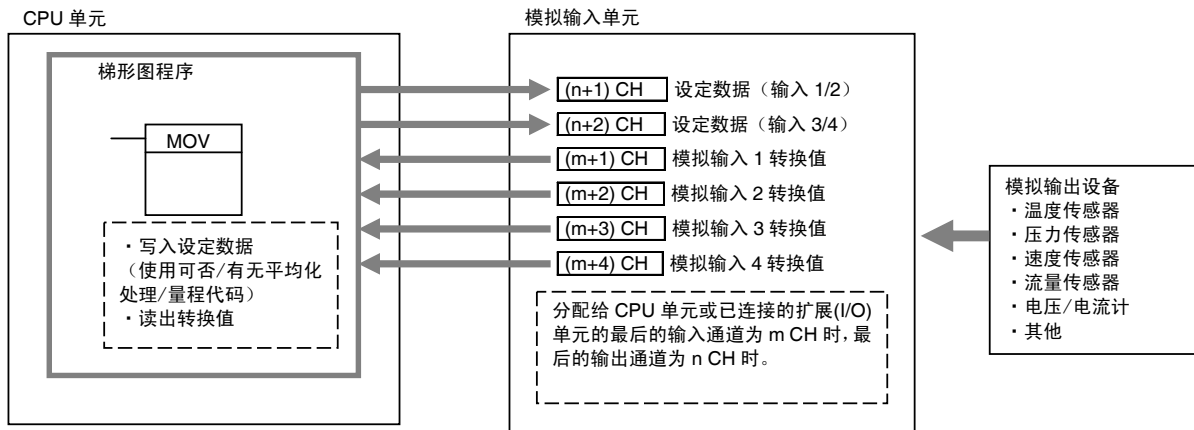 CPU 单元
梯形图程序
MOV
・写入设定数据
（使用可否/有无平均化
处理/量程代码）
・读出转换值
模拟输入单元
(n+1) CH 设定数据（输入 1/2）
(n+2) CH 设定数据（输入 3/4）
(m+1) CH 模拟输入 1 转换值
(m+2) CH 模拟输入 2 转换值
(m+3) CH 模拟输入 3 转换值
(m+4) CH 模拟输入 4 转换值
分配给 CPU 单元或已连接的扩展(I/O)
单元的最后的输入通道为 m CH 时，最
后的输出通道为 n CH 时。
模拟输出设备
・温度传感器
・压力传感器
・速度传感器
・流量传感器
・电压/电流计
・其他